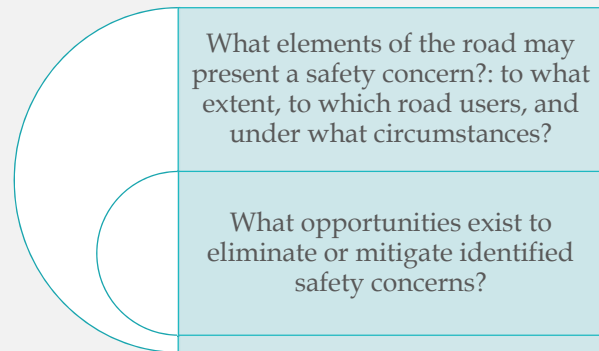 What elements of the road may
present a safety concern?: to what
extent, to which road users, and
under what circumstances?
What opportunities exist to
eliminate or mitigate identified
safety concerns?